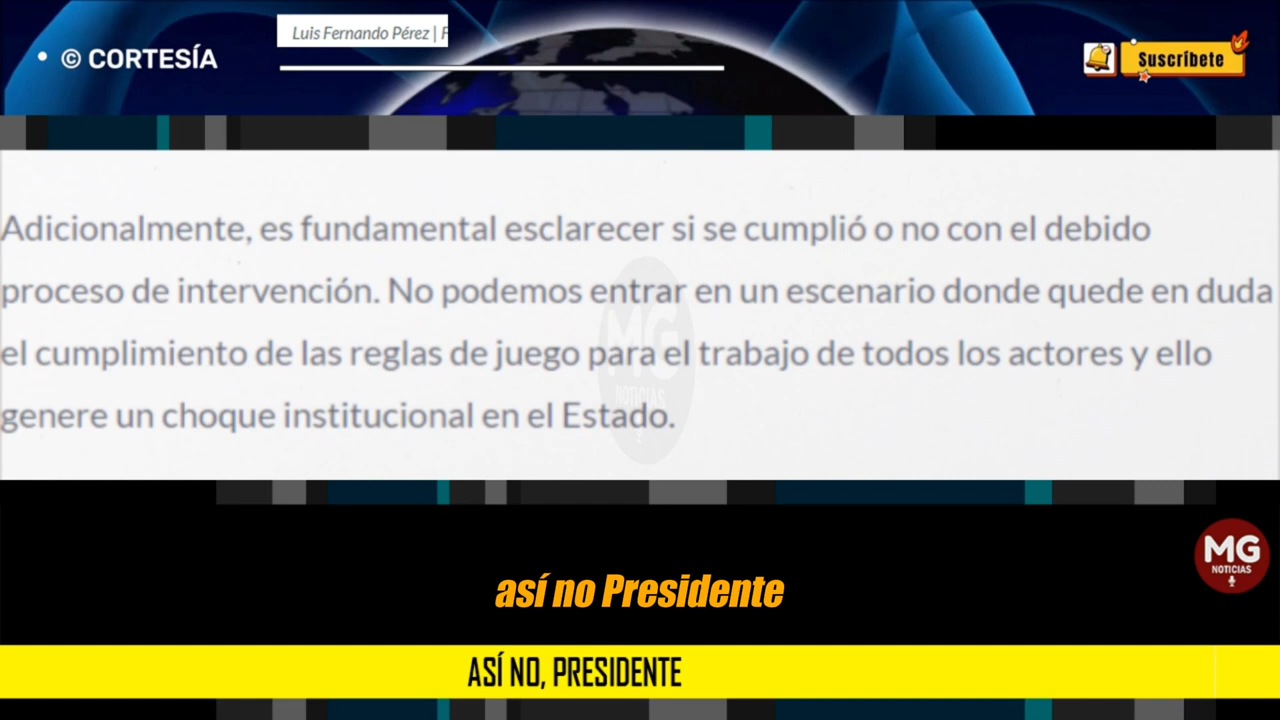 Luis Fernando Pérez | F
• © CORTESÍA
Suscríbete
Adicionalmente, es fundamental esclarecer si se cumplió o no con el debido
proceso de intervención. No podemos entrar en un escenario donde quede en duda
el cumplimiento de las reglas de juego para el trabajo de todos los actores y ello
genere un choque institucional en el Estado.
MG
NOTICIAS
MG
NOTICIAS
así no Presidente
ASÍ NO, PRESIDENTE